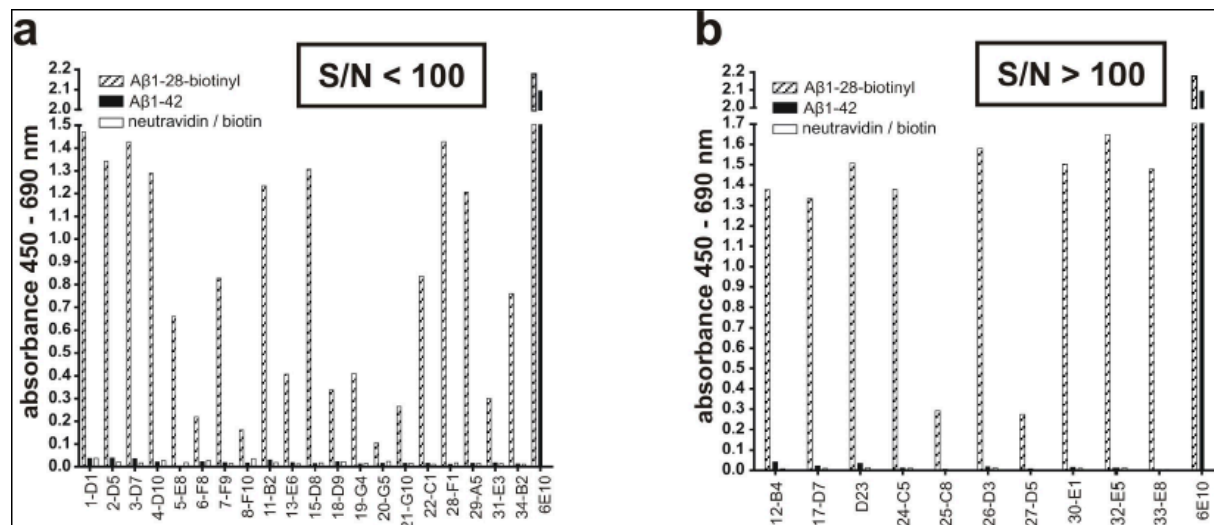 a
S/N < 100
Aβ1-28-biotinyl
Aβ1-42
neutravidin / biotin
absorbance 450 - 690 nm
2.2
2.1
2.0
1.5
1.4
1.3
1.2
1.1
1.0
0.9
0.8
0.7
0.6
0.5
0.4
0.3
0.2
0.1
0.0
1-D1
2-D5
3-D7
4-D10
5-E8
6-F8
7-F9
8-F10
11-B2
13-E6
15-D8
18-D9
19-G4
20-G5
21-G10
22-C1
28-F1
29-A5
31-E3
34-B2
6E10
b
S/N > 100
Aβ1-28-biotinyl
Aβ1-42
neutravidin / biotin
absorbance 450 - 690 nm
2.2
2.1
2.0
1.7
1.6
1.5
1.4
1.3
1.2
1.1
1.0
0.9
0.8
0.7
0.6
0.5
0.4
0.3
0.2
0.1
0.0
12-B4
17-D7
D23
24-C5
25-C8
26-D3
27-D5
30-E1
32-E5
33-E8
6E10